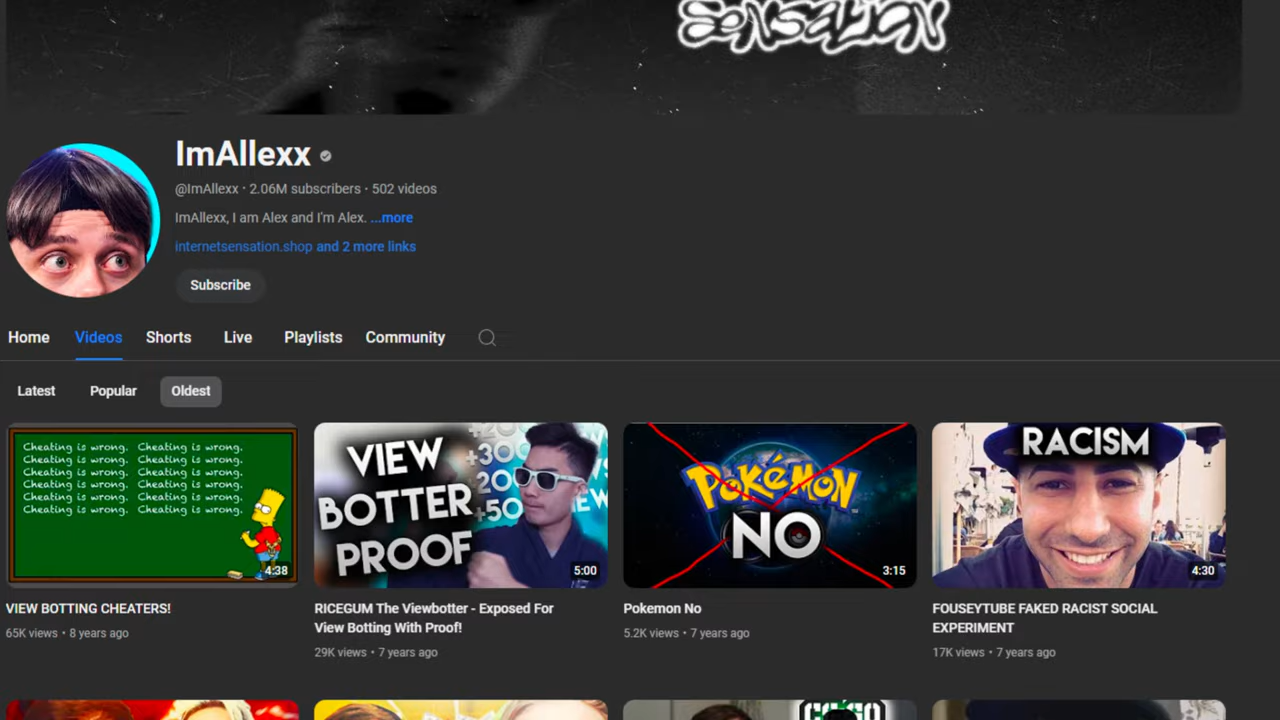 SENSATION
ImAllexx
@ImAllexx · 2.06M subscribers · 502 videos
ImAllexx, I am Alex and I'm Alex. ...more
internetsensation.shop and 2 more links
Subscribe
Home Videos Shorts Live Playlists Community
Latest Popular Oldest
Cheating is wrong. Cheating is wrong.
Cheating is wrong. Cheating is wrong.
Cheating is wrong. Cheating is wrong.
Cheating is wrong. Cheating is wrong.
Cheating is wrong. Cheating is wrong.
Cheating is wrong. Cheating is wrong.
4:38
VIEW
BOTTER
PROOF
+300
+50
5:00
POKéMON
NO
3:15
RACISM
4:30
VIEW BOTTING CHEATERS!
65K views · 8 years ago
RICEGUM The Viewbotter - Exposed For
View Botting With Proof!
29K views · 7 years ago
Pokemon No
5.2K views · 7 years ago
FOUSEYTUBE FAKED RACIST SOCIAL
EXPERIMENT
17K views · 7 years ago